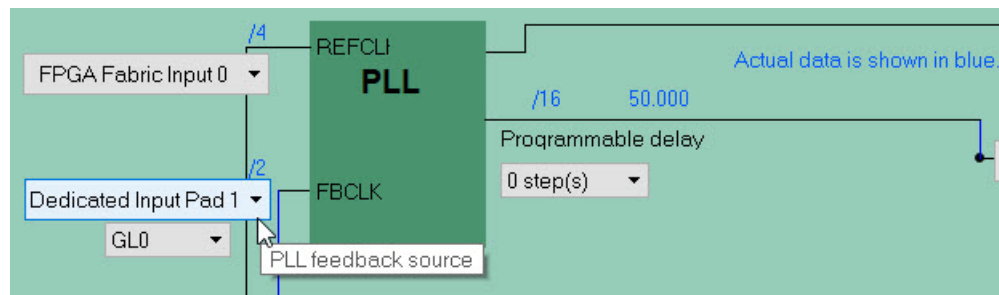 /4
REFCLK
FPGA Fabric Input 0
PLL
Actual data is shown in blue.
/16 50.000
Programmable delay
/2
0 step(s)
Dedicated Input Pad 1
FBCLK
GL0
PLL feedback source